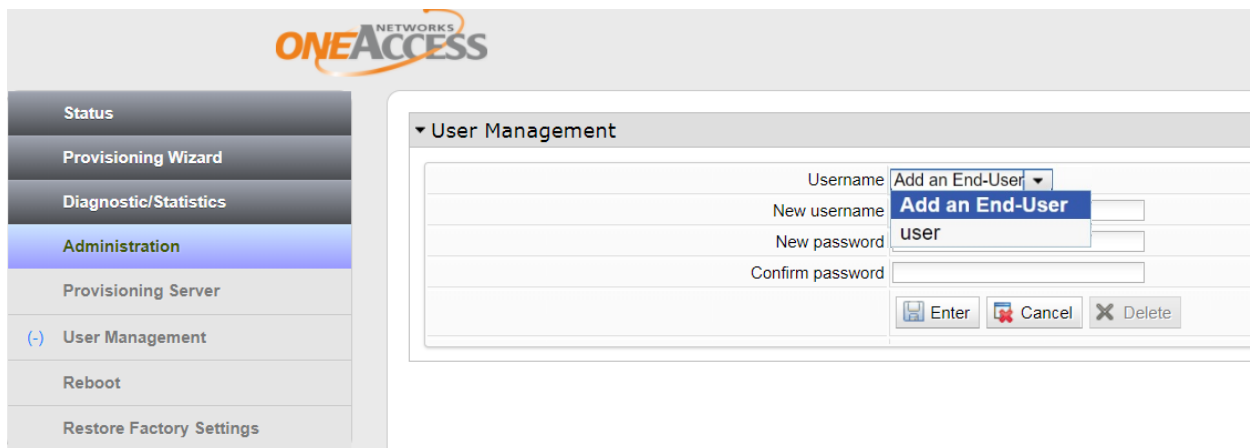 NETWORKS
ONEACCESS
Status
Provisioning Wizard
Diagnostic/Statistics
Administration
Provisioning Server
(-) User Management
Reboot
Restore Factory Settings
User Management
Username Add an End-User
Add an End-User
user
New username
New password
Confirm password
Enter Cancel Delete